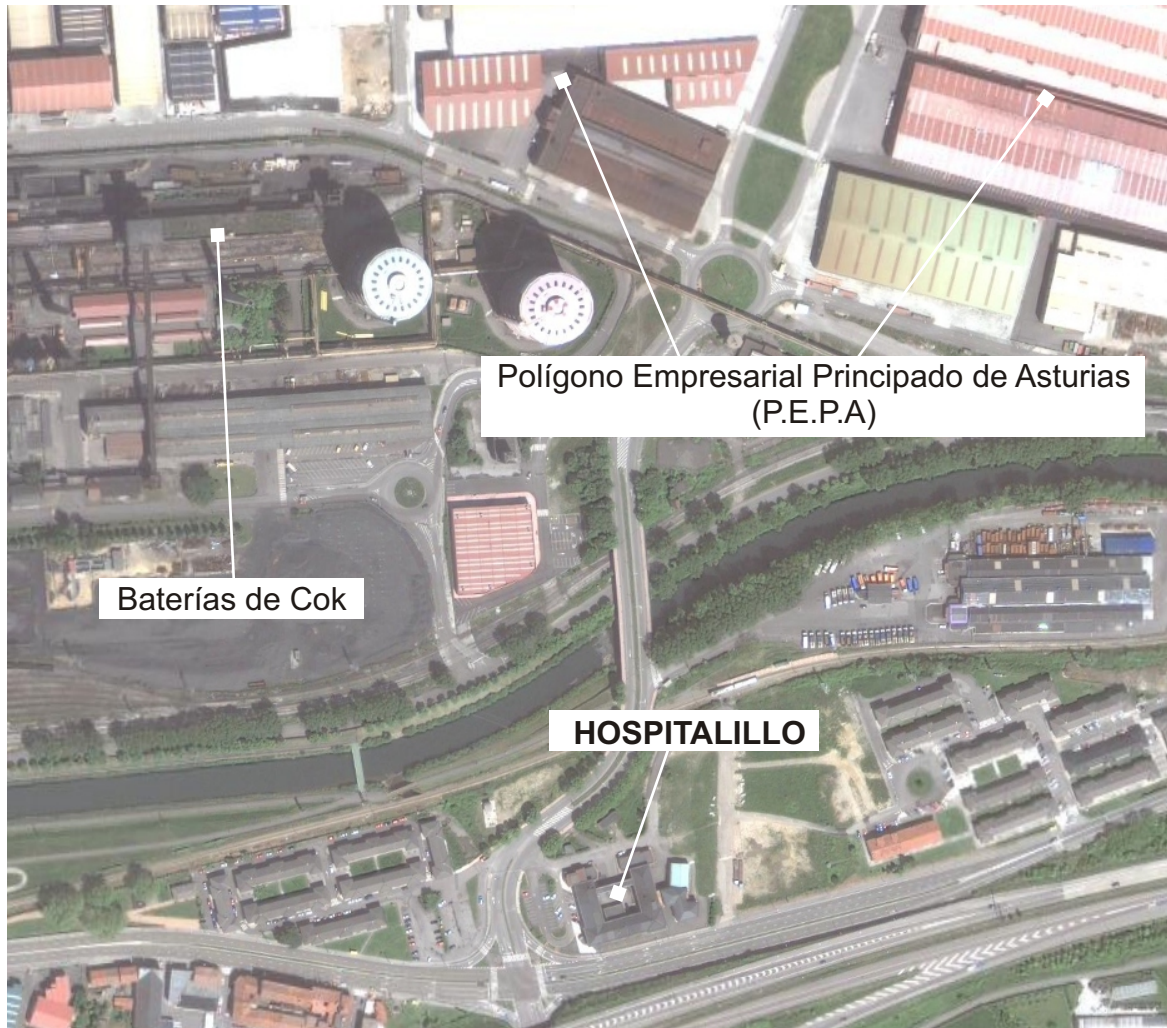 Polígono Empresarial Principado de Asturias
(P.E.P.A)
Baterías de Cok
HOSPITALILLO